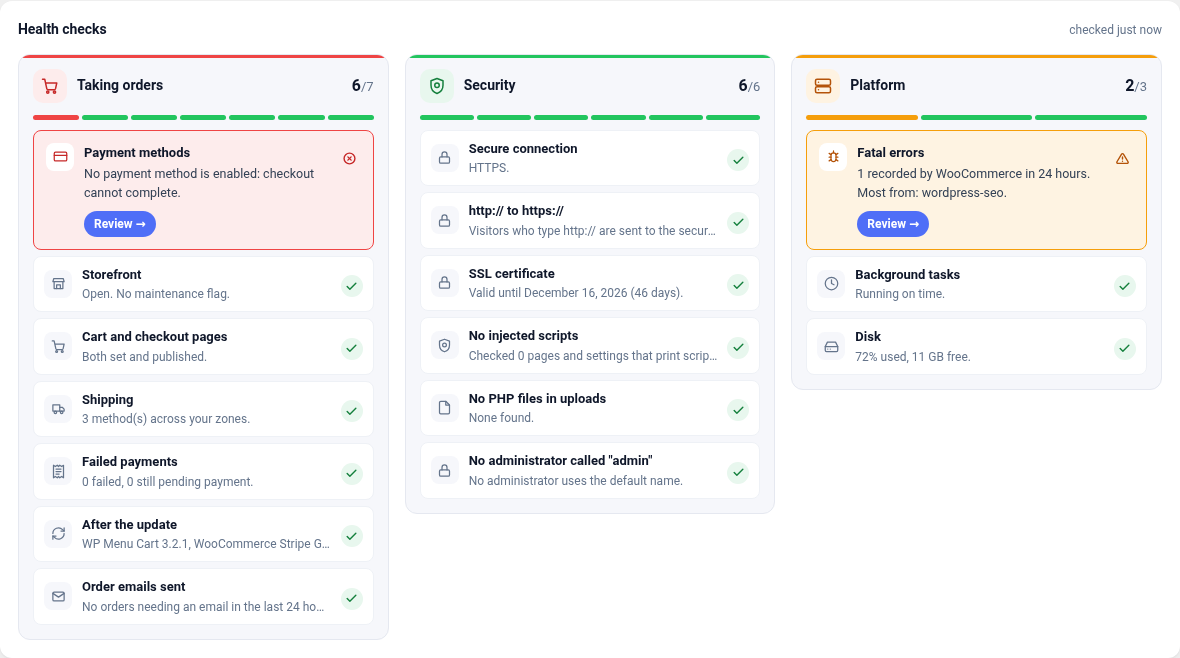 Health checks
checked just now
Taking orders
6/7
Payment methods
No payment method is enabled: checkout
cannot complete.
Review →
Storefront
Open. No maintenance flag.
Cart and checkout pages
Both set and published.
Shipping
3 method(s) across your zones.
Failed payments
0 failed, 0 still pending payment.
After the update
WP Menu Cart 3.2.1, WooCommerce Stripe G...
Order emails sent
No orders needing an email in the last 24 ho...
Security
6/6
Secure connection
HTTPS.
http:// to https://
Visitors who type http:// are sent to the secur...
SSL certificate
Valid until December 16, 2026 (46 days).
No injected scripts
Checked 0 pages and settings that print scrip...
No PHP files in uploads
None found.
No administrator called "admin"
No administrator uses the default name.
Platform
2/3
Fatal errors
1 recorded by WooCommerce in 24 hours.
Most from: wordpress-seo.
Review →
Background tasks
Running on time.
Disk
72% used, 11 GB free.